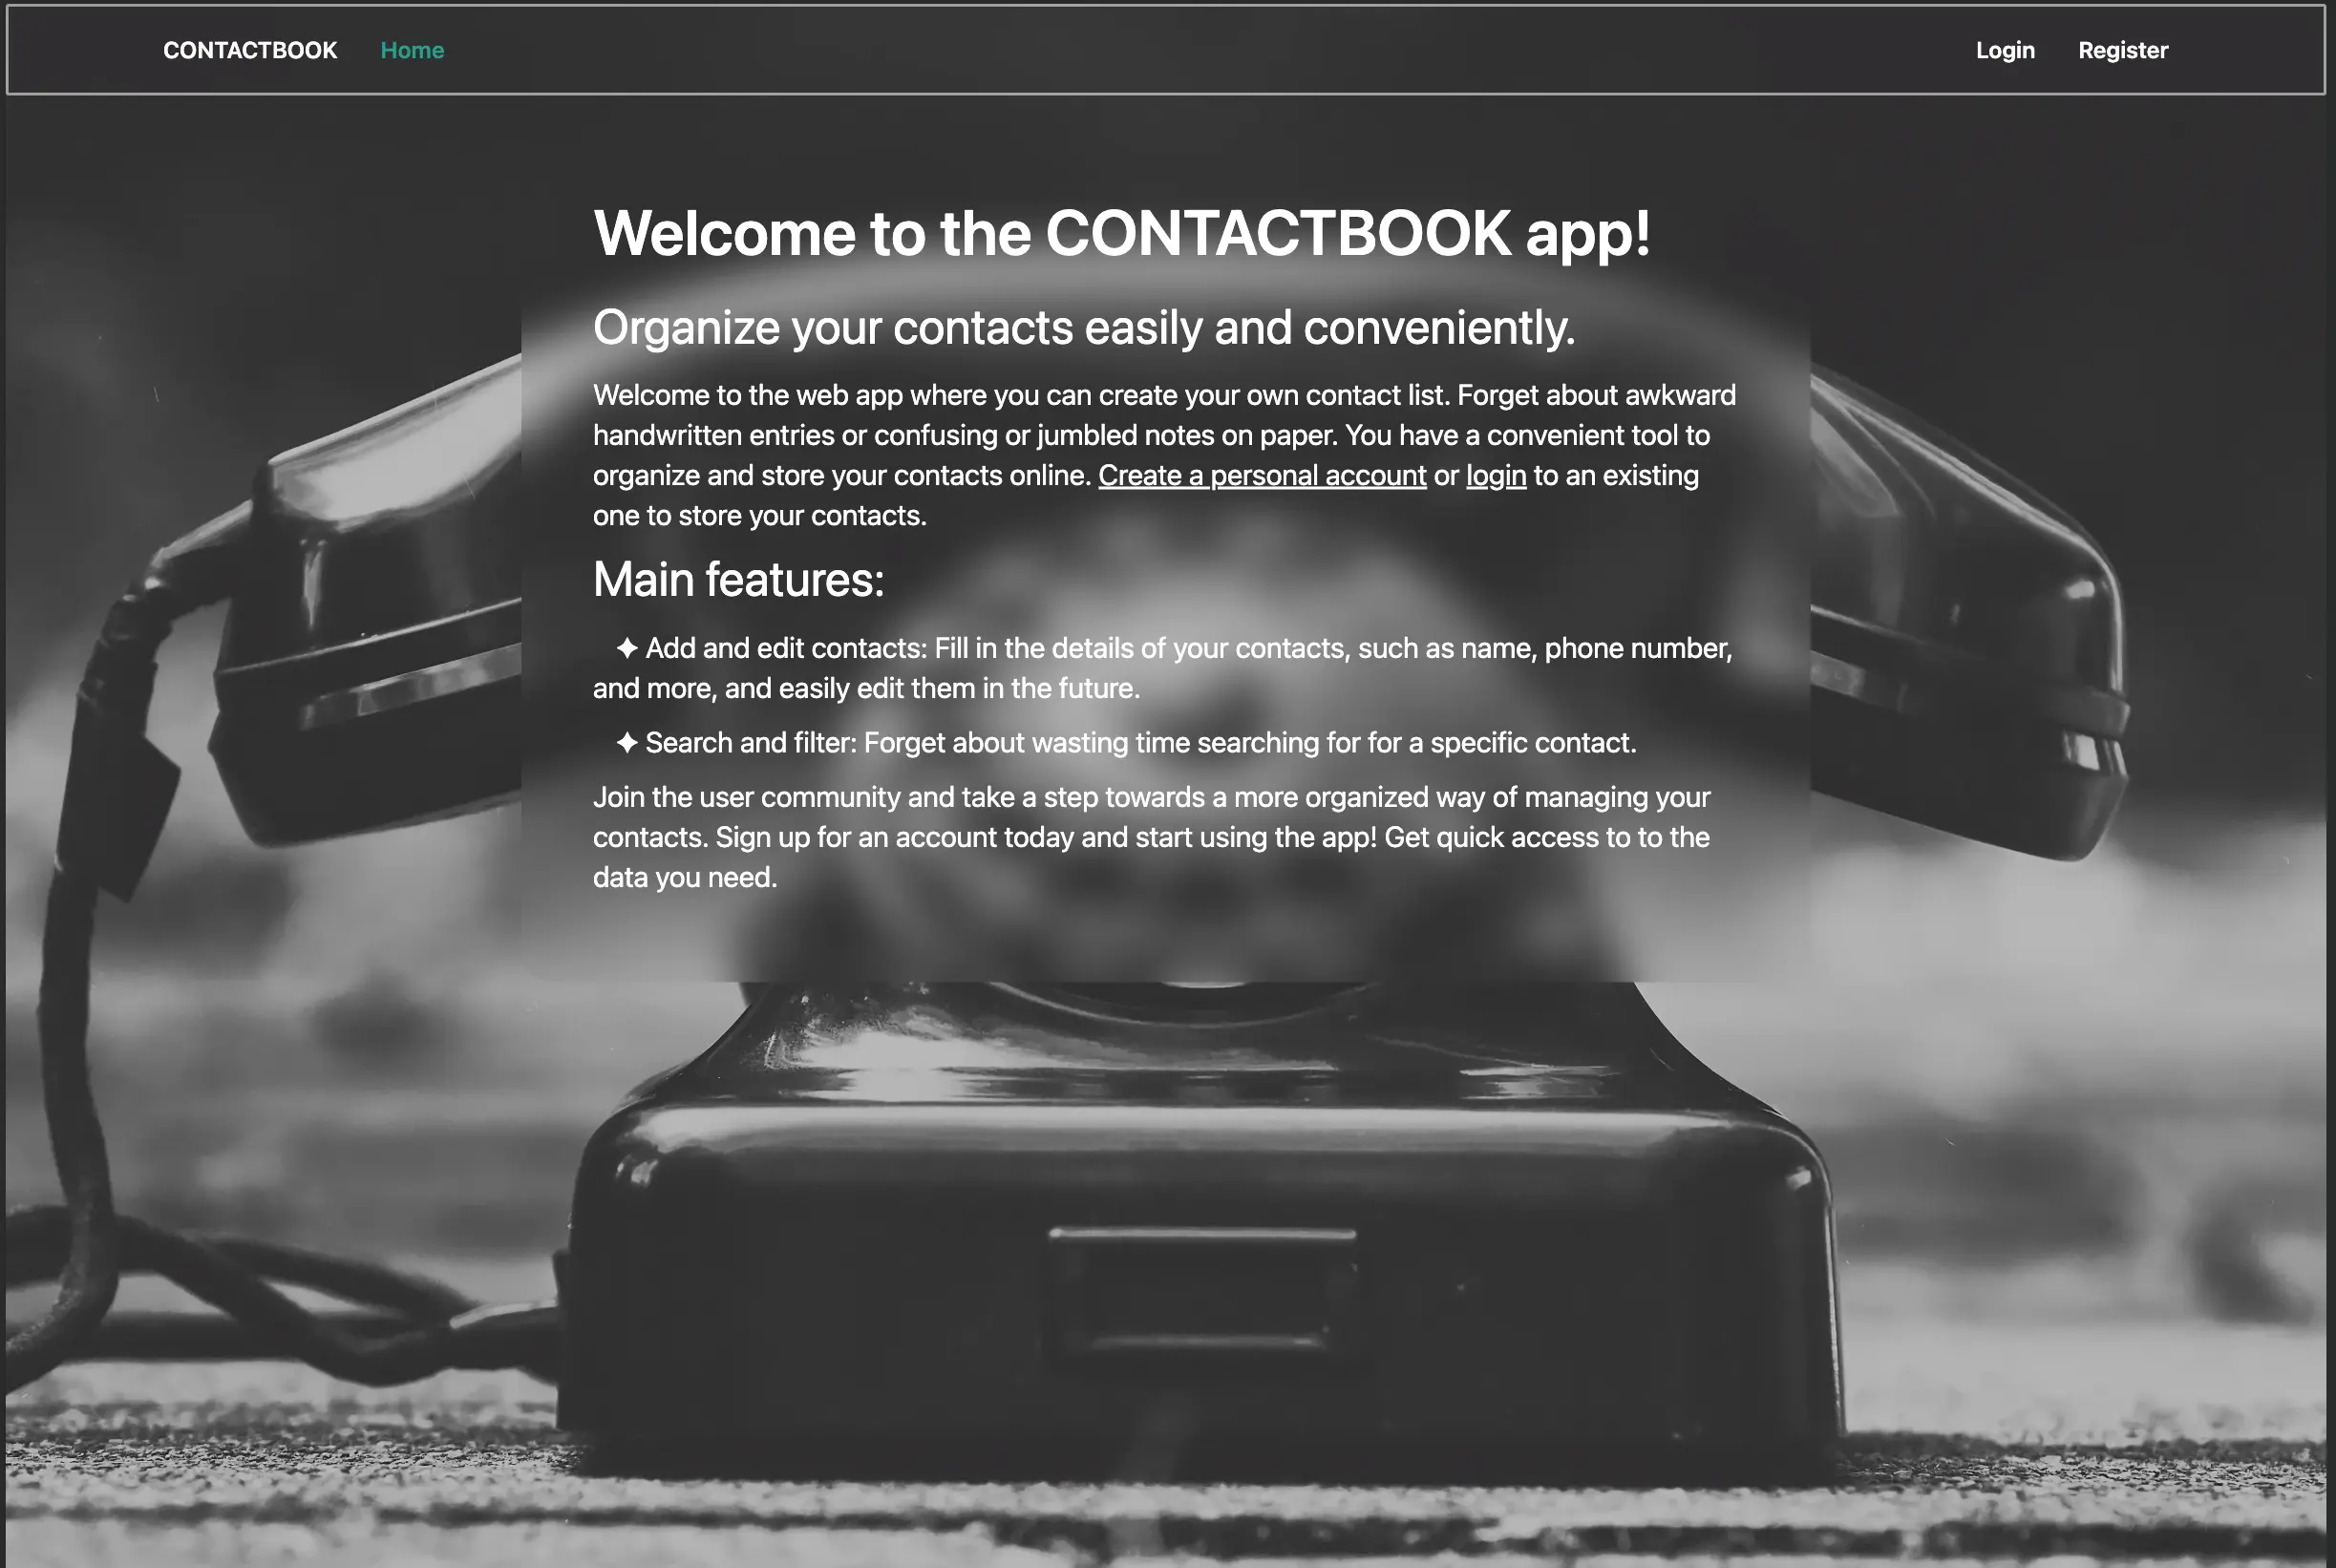 CONTACTBOOK Home Login Register
Welcome to the CONTACTBOOK app!
Organize your contacts easily and conveniently.
Welcome to the web app where you can create your own contact list. Forget about awkward
handwritten entries or confusing or jumbled notes on paper. You have a convenient tool to
organize and store your contacts online. Create a personal account or login to an existing
one to store your contacts.
Main features:
✦ Add and edit contacts: Fill in the details of your contacts, such as name, phone number,
and more, and easily edit them in the future.
✦ Search and filter: Forget about wasting time searching for for a specific contact.
Join the user community and take a step towards a more organized way of managing your
contacts. Sign up for an account today and start using the app! Get quick access to to the
data you need.